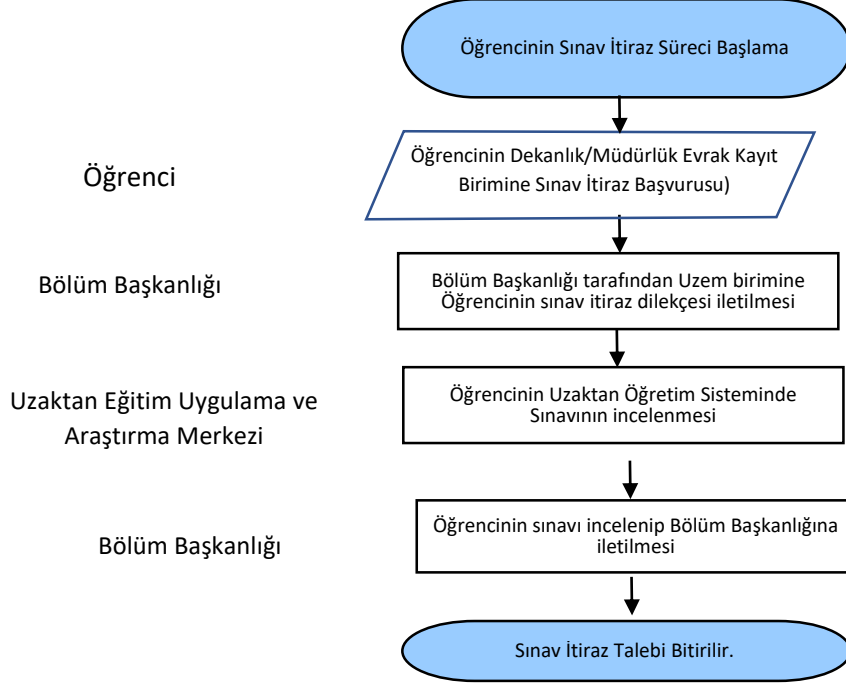 Öğrencinin Sınav İtiraz Süreci Başlama
Öğrenci
Öğrencinin Dekanlık/Müdürlük Evrak Kayıt
Birimine Sınav İtiraz Başvurusu)
Bölüm Başkanlığı
Bölüm Başkanlığı tarafından Uzem birimine
Öğrencinin sınav itiraz dilekçesi iletilmesi
Uzaktan Eğitim Uygulama ve
Araştırma Merkezi
Öğrencinin Uzaktan Öğretim Sisteminde
Sınavının incelenmesi
Bölüm Başkanlığı
Öğrencinin sınavı incelenip Bölüm Başkanlığına
iletilmesi
Sınav İtiraz Talebi Bitirilir.